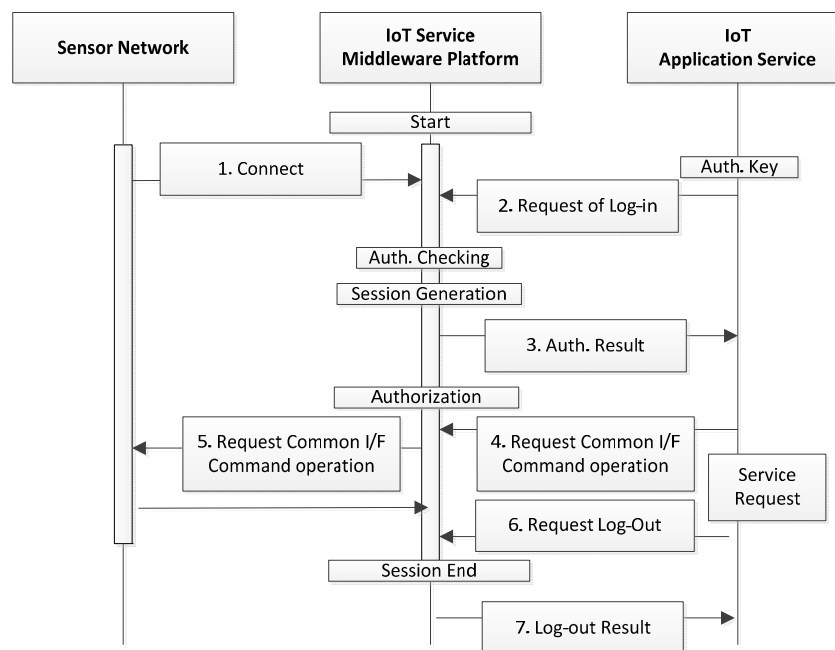 Sensor Network
IoT Service
Middleware Platform
IoT
Application Service
Start
1. Connect
Auth. Key
2. Request of Log-in
Auth. Checking
Session Generation
3. Auth. Result
Authorization
5. Request Common I/F
Command operation
4. Request Common I/F
Command operation
Service
Request
6. Request Log-Out
Session End
7. Log-out Result